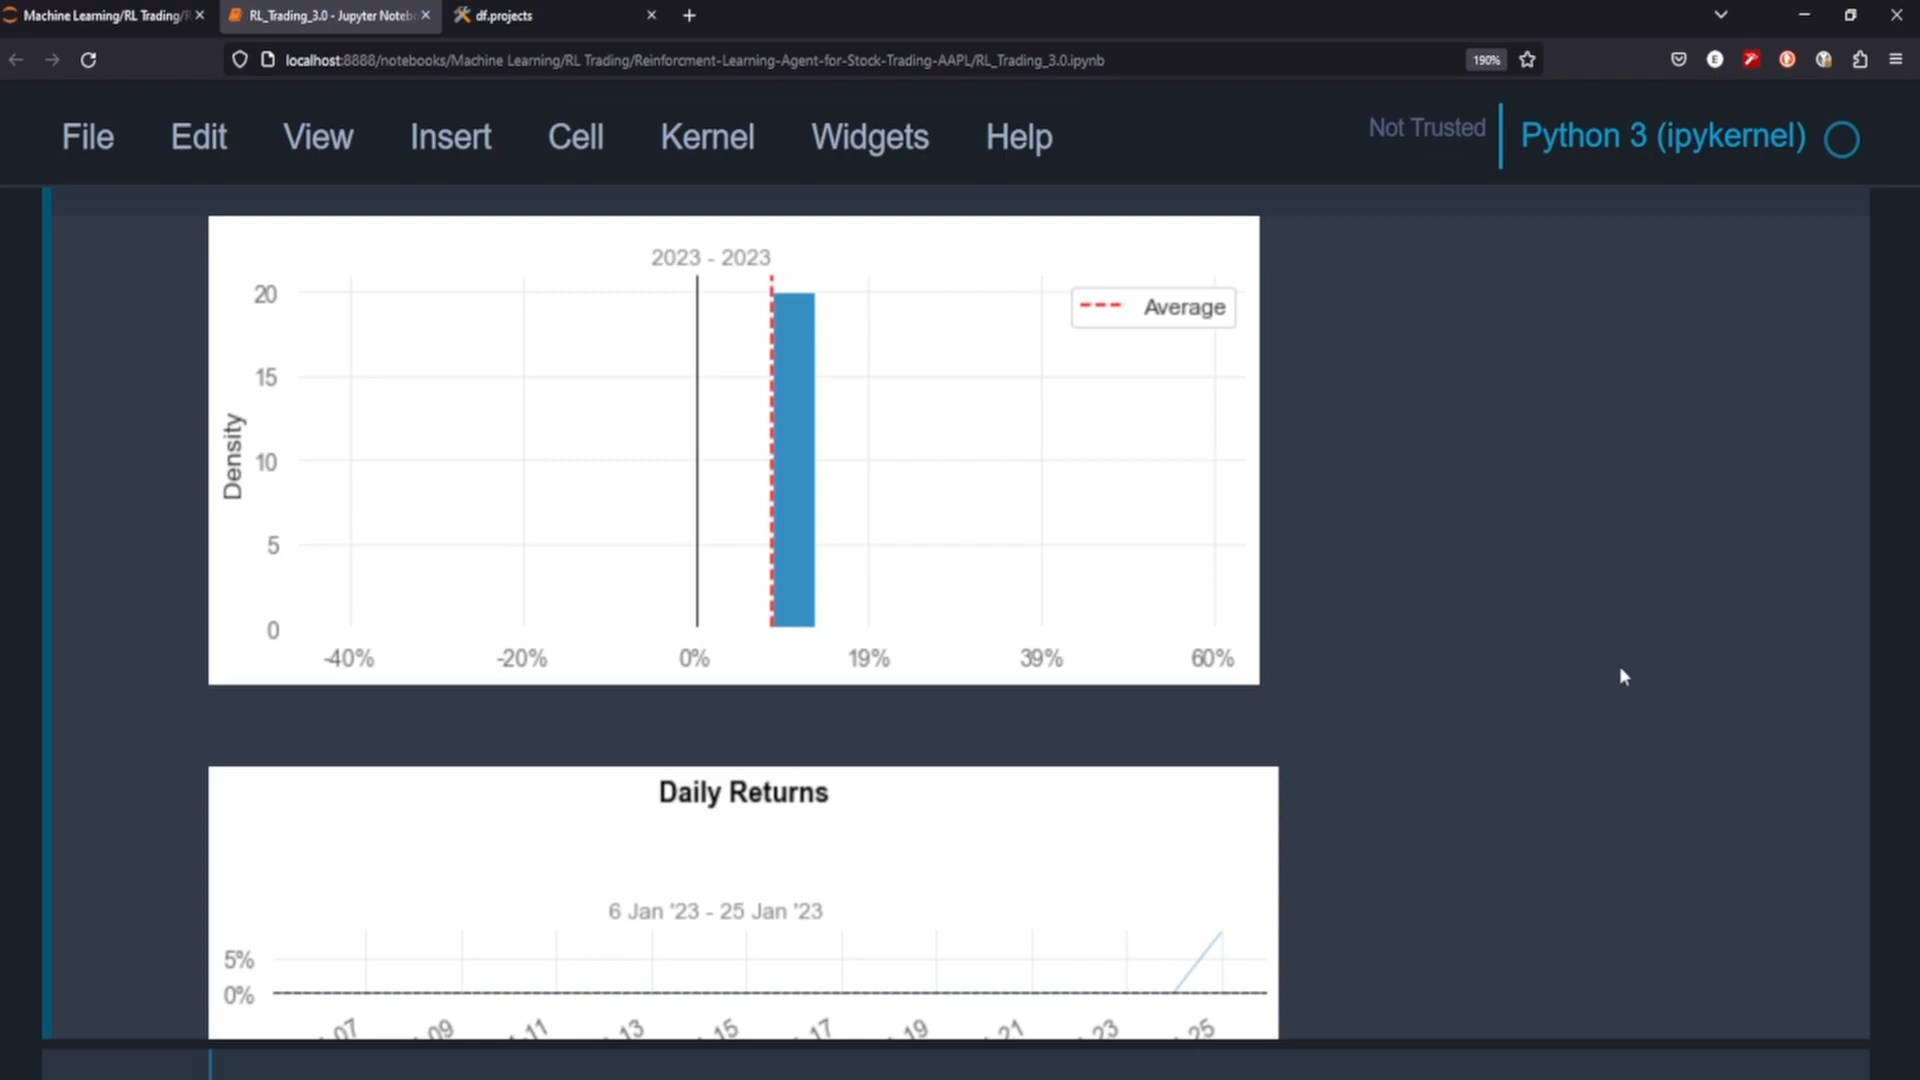 Machine Learning/RL Trading/R
RL_Trading_3.0 - Jupyter Notebo
df.projects
localhost:8888/notebooks/Machine Learning/RL Trading/Reinforcment-Learning-Agent-for-Stock-Trading-AAPL/RL_Trading_3.0.ipynb
190%
File Edit View Insert Cell Kernel Widgets Help
Not Trusted
Python 3 (ipykernel)
2023 - 2023
Average
Density
20
15
10
5
0
-40% -20% 0% 19% 39% 60%
Daily Returns
6 Jan '23 - 25 Jan '23
5%
0%
07 09 11 13 15 17 19 21 23 25